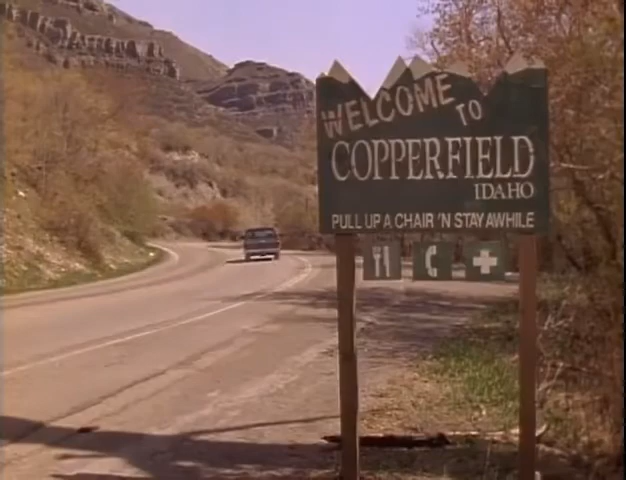 WELCOME
TO
COPPERFIELD
IDAHO
PULL UP A CHAIR 'N STAY AWHILE